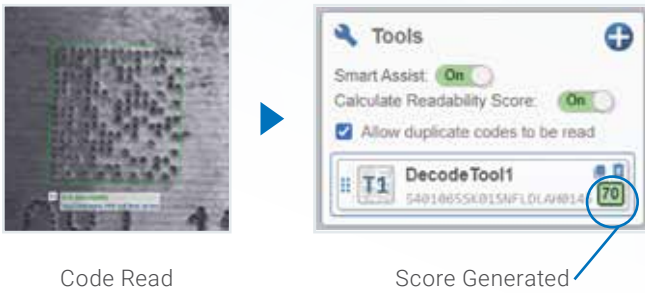 Tools
Smart Assist: On
Calculate Readability Score: On
Allow duplicate codes to be read
T1
DecodeTool1
70
Code Read
Score Generated